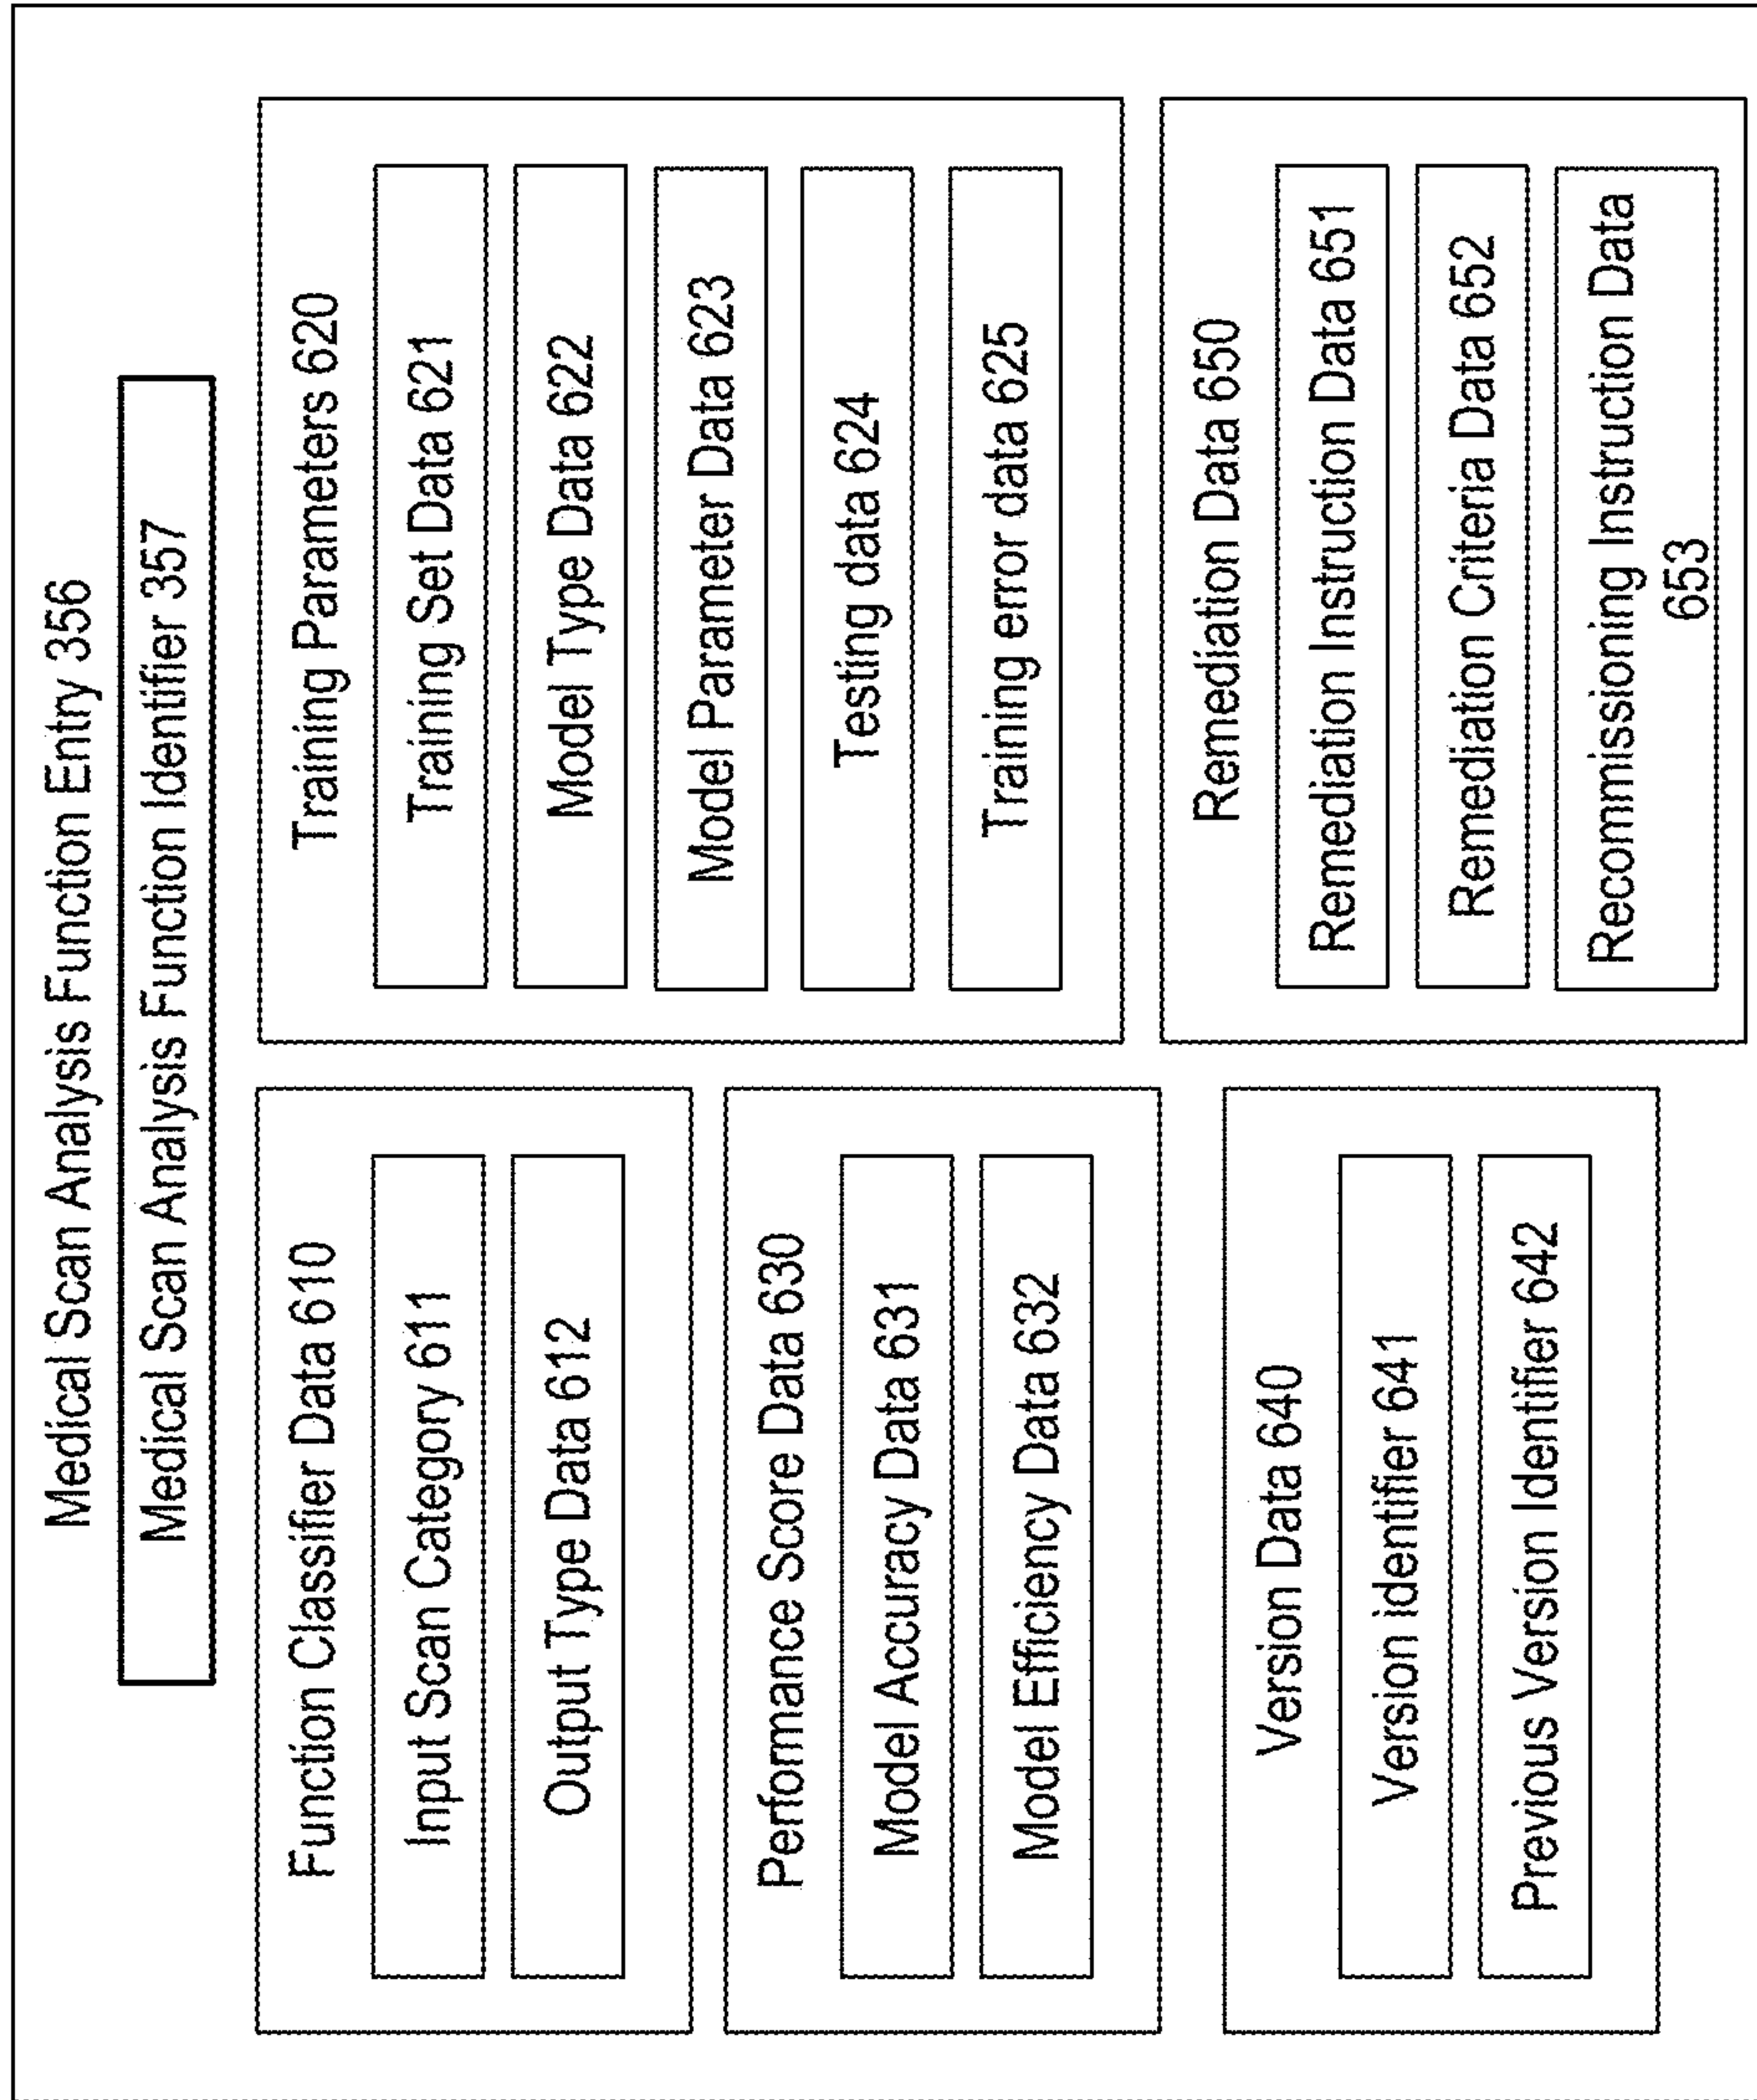 Medical Scan Analysis Function Entry 356
Medical Scan Analysis Function Identifier 357
Function Classifier Data 610
Input Scan Category 611
Output Type Data 612
Performance Score Data 630
Model Accuracy Data 631
Model Efficiency Data 632
Version Data 640
Version identifier 641
Previous Version Identifier 642
Training Parameters 620
Training Set Data 621
Model Type Data 622
Model Parameter Data 623
Testing data 624
Training error data 625
Remediation Data 650
Remediation Instruction Data 651
Remediation Criteria Data 652
Recommissioning Instruction Data
653